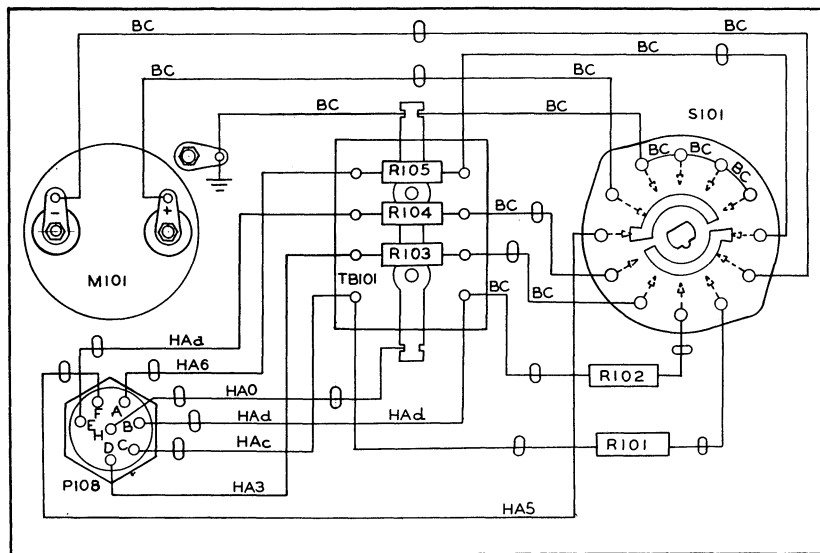 BC BC
BC
BC BC
BC BC
S101
BC BC
BC
R105
- + R104 BC
R103
M101 TB101 BC BC
HAd
HA6 R102
HA0
F A HAd HAd
E B
H C HAc R101
D
P108 HA3
HA5